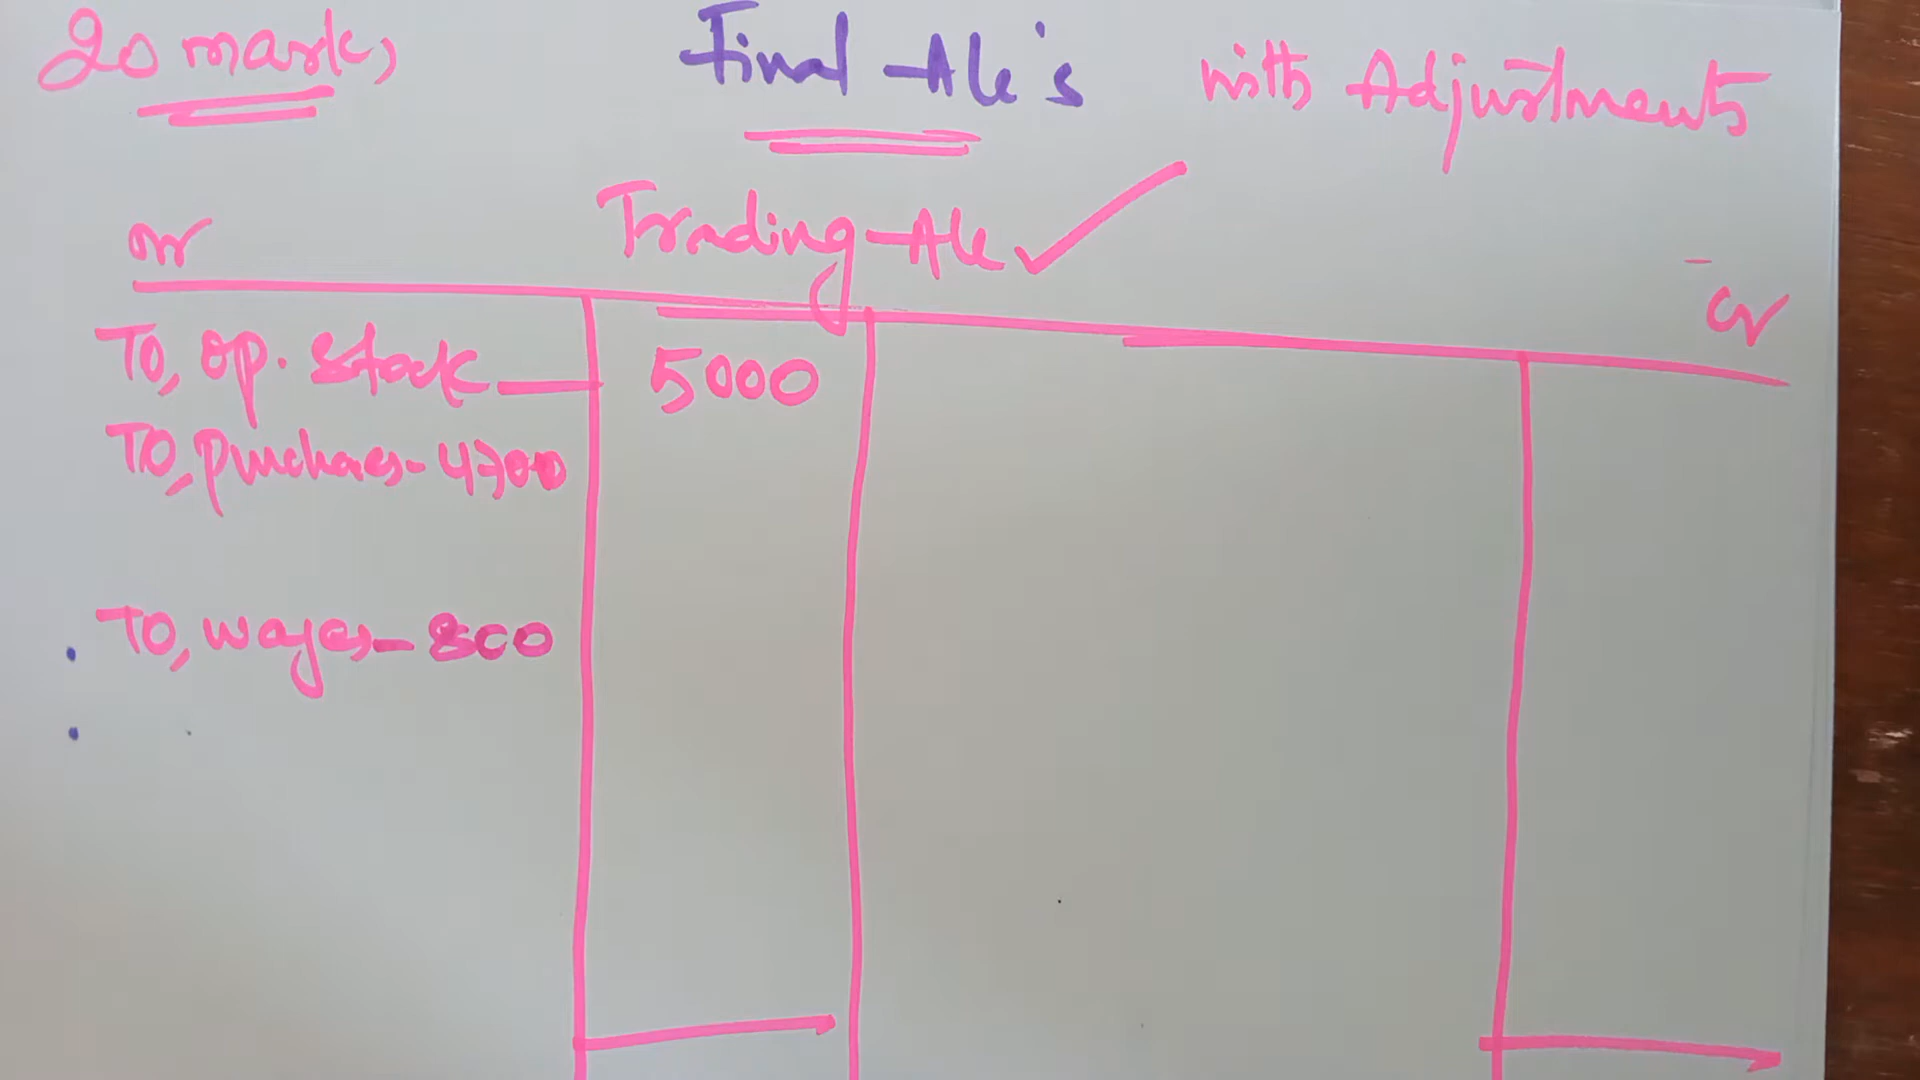 20 marks Final A/c's with Adjustments
Dr Trading A/c Cr
To, op. Stock 5000
To, purchases - 4700
To, wages - 800